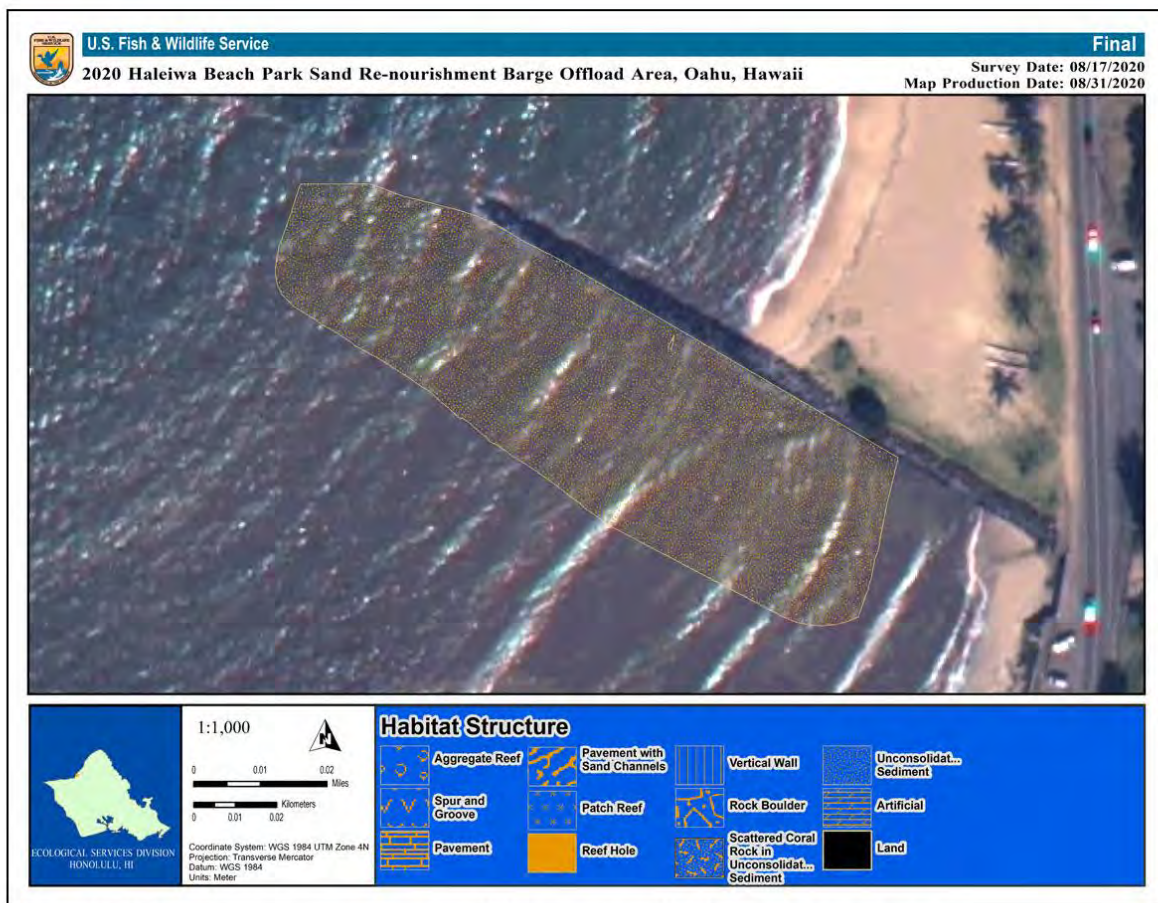 U.S. Fish & Wildlife Service
Final
2020 Haleiwa Beach Park Sand Re-nourishment Barge Offload Area, Oahu, Hawaii
Survey Date: 08/17/2020
Map Production Date: 08/31/2020
ECOLOGICAL SERVICES DIVISION
HONOLULU, HI
1:1,000
N
0 0.01 0.02
Miles
Kilometers
0 0.01 0.02
Coordinate System: WGS 1984 UTM Zone 4N
Projection: Transverse Mercator
Datum: WGS 1984
Units: Meter
Habitat Structure
Aggregate Reef
Spur and
Groove
Pavement
Pavement with
Sand Channels
Patch Reef
Reef Hole
Vertical Wall
Rock Boulder
Scattered Coral
Rock in
Unconsolidat...
Sediment
Unconsolidat...
Sediment
Artificial
Land